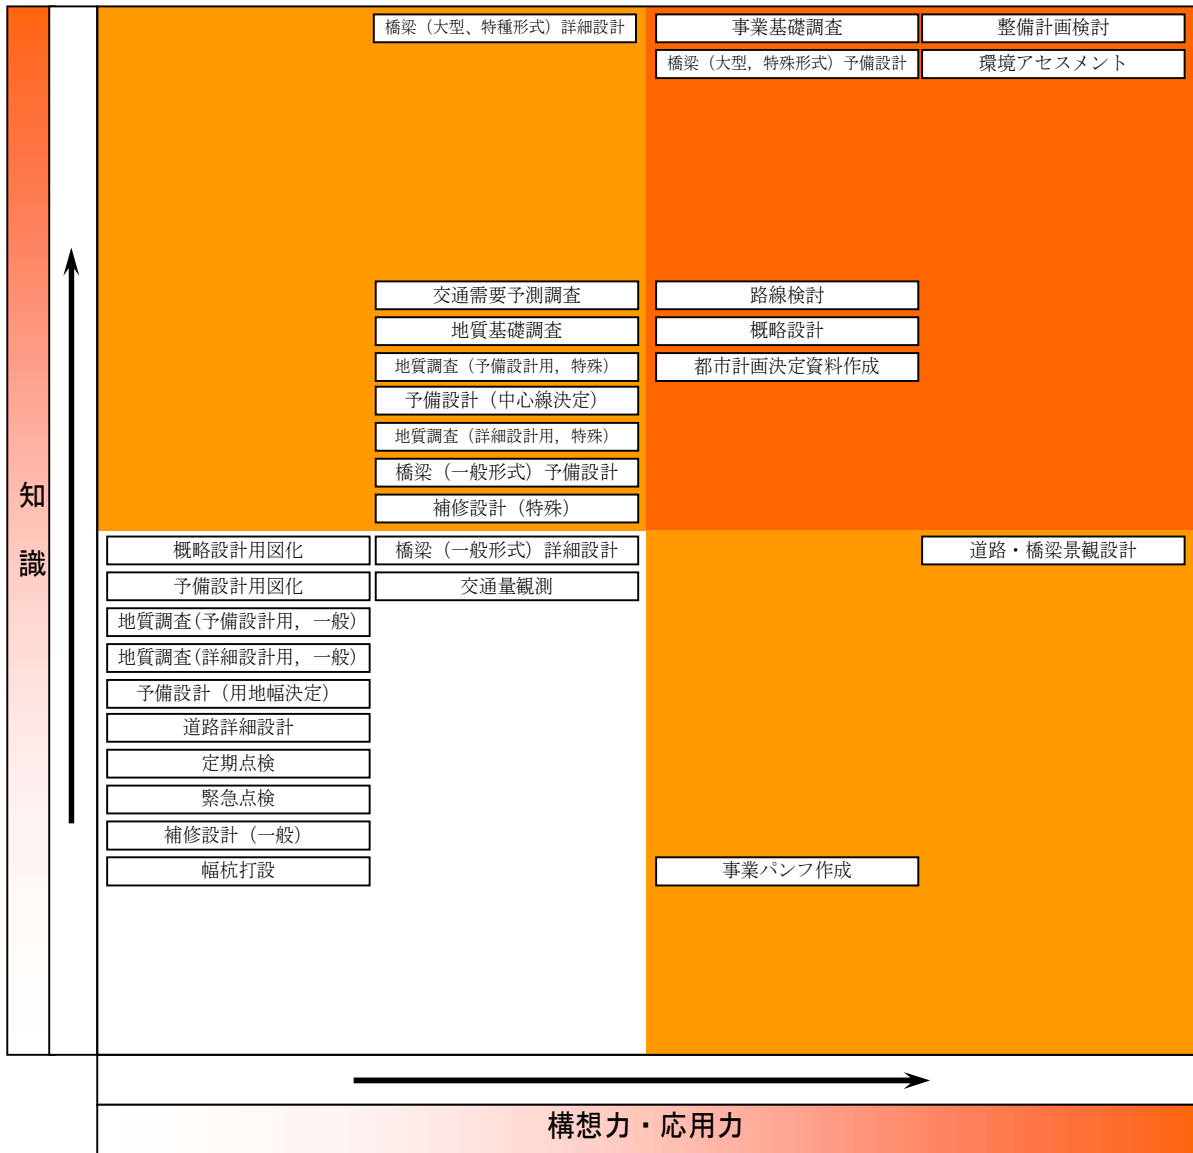 橋梁（大型、特種形式）詳細設計
事業基礎調査
整備計画検討
橋梁（大型，特殊形式）予備設計
環境アセスメント
交通需要予測調査
路線検討
地質基礎調査
概略設計
地質調査（予備設計用，特殊）
都市計画決定資料作成
予備設計（中心線決定）
地質調査（詳細設計用，特殊）
橋梁（一般形式）予備設計
補修設計（特殊）
知識
概略設計用図化
橋梁（一般形式）詳細設計
道路・橋梁景観設計
予備設計用図化
交通量観測
地質調査(予備設計用，一般)
地質調査(詳細設計用，一般)
予備設計（用地幅決定）
道路詳細設計
定期点検
緊急点検
補修設計（一般）
幅杭打設
事業パンフ作成
構想力・応用力